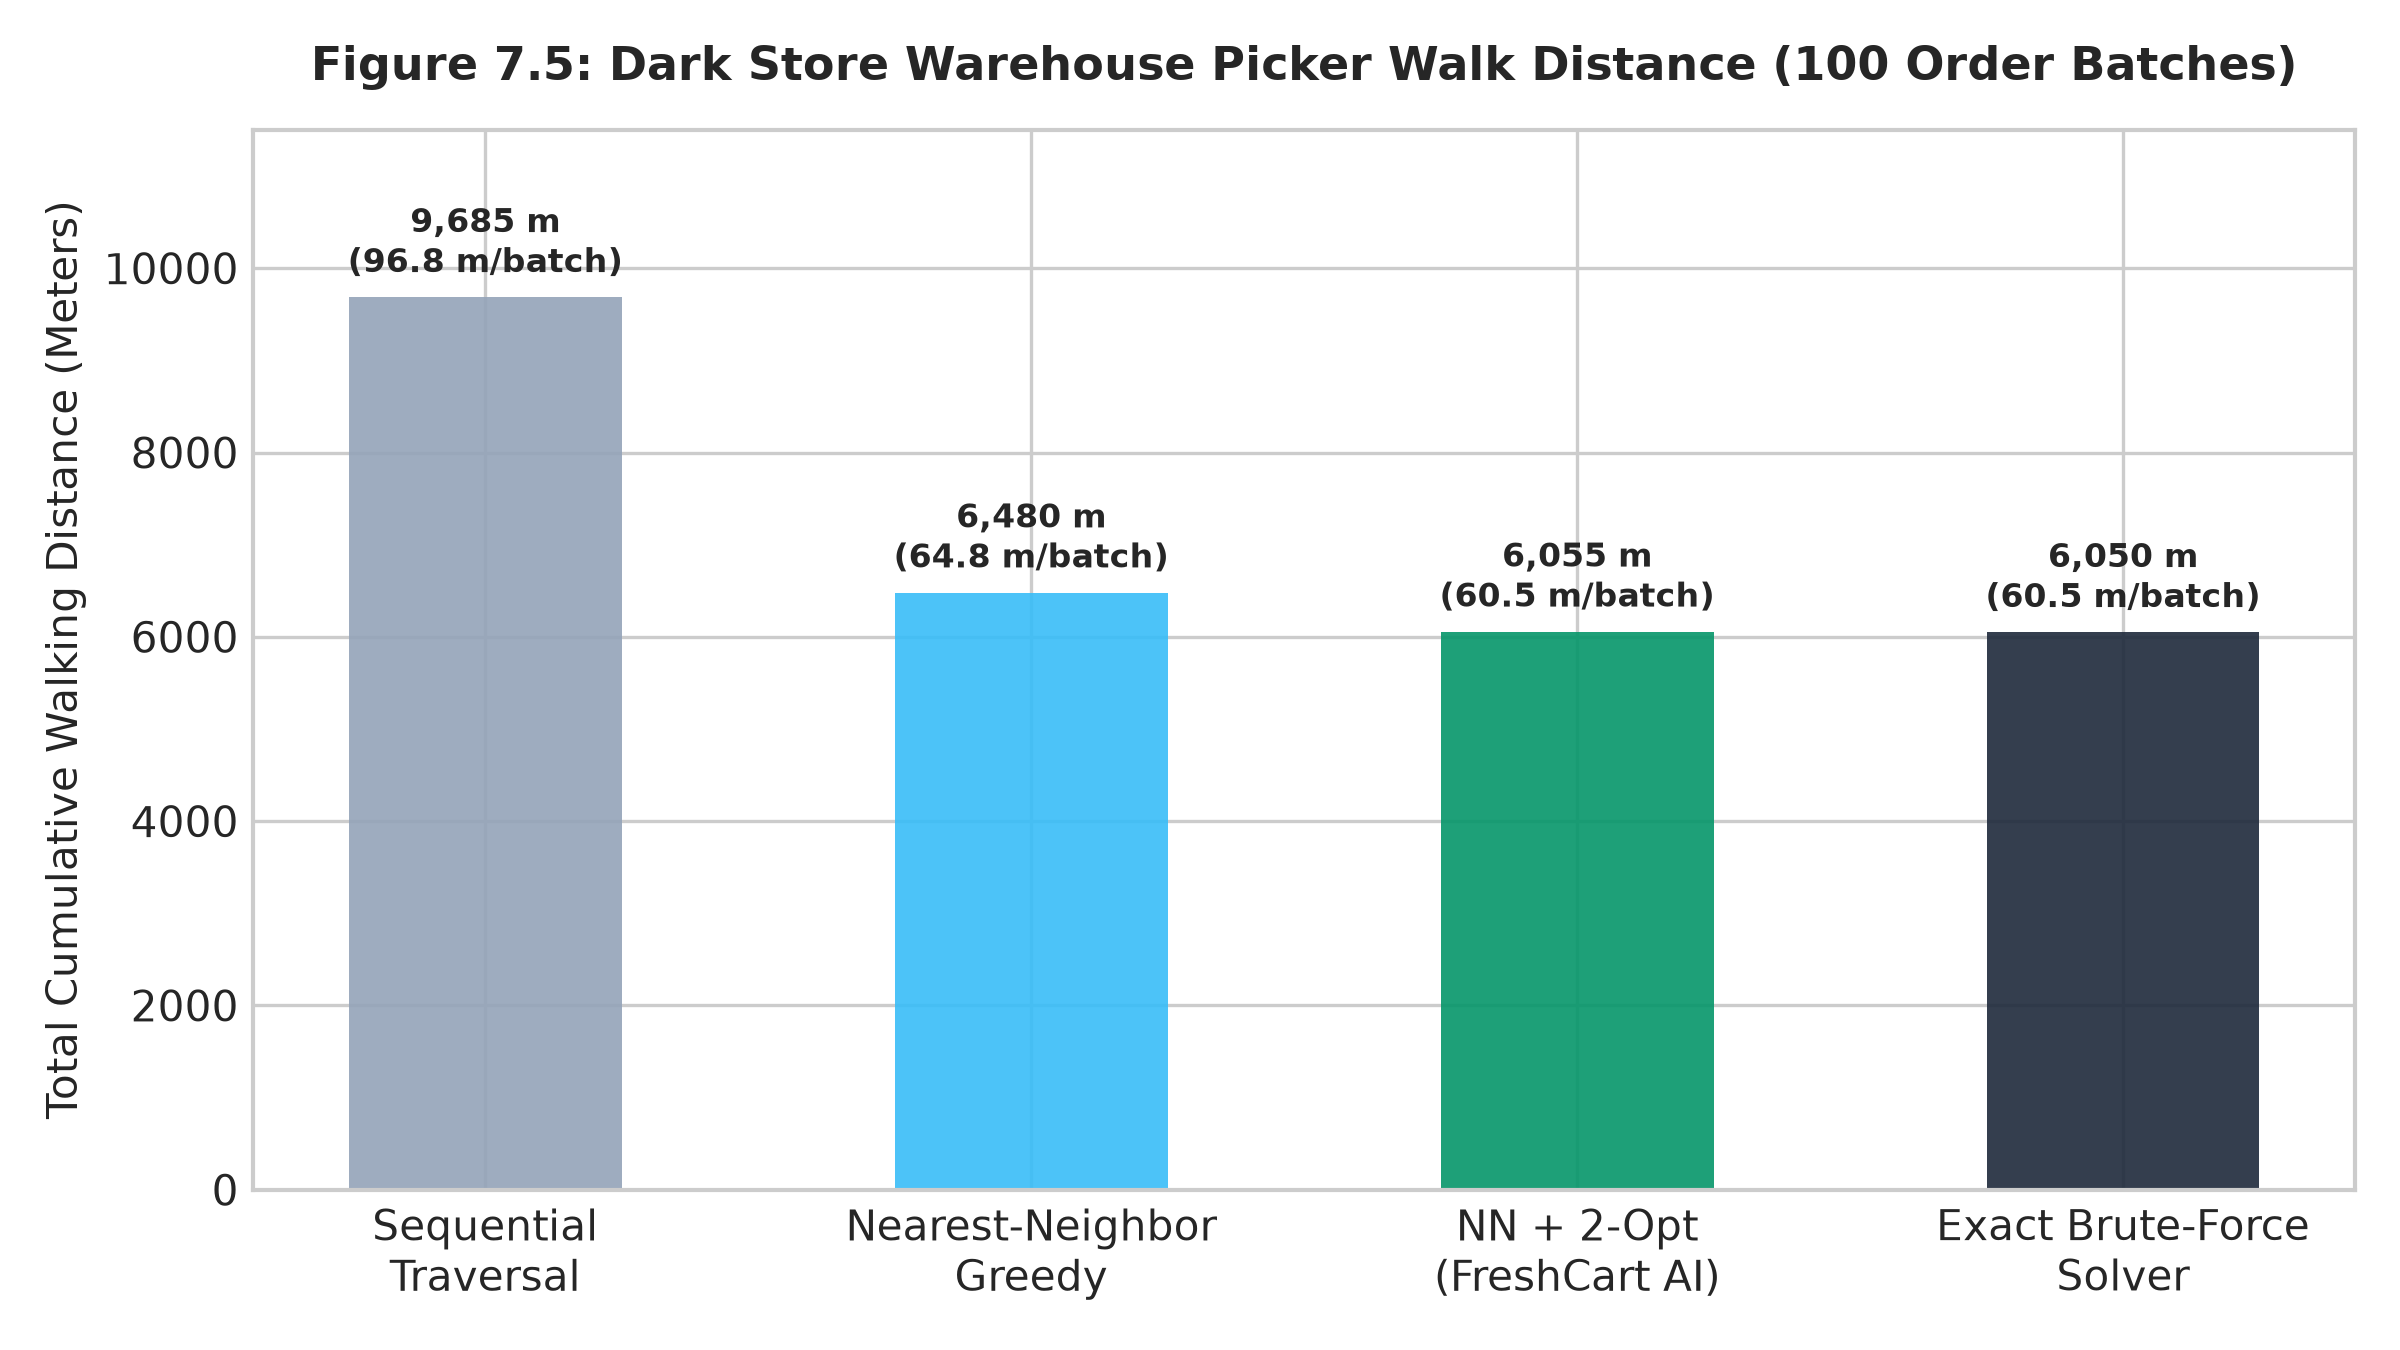 Figure 7.5: Dark Store Warehouse Picker Walk Distance (100 Order Batches)
Total Cumulative Walking Distance (Meters)
10000
8000
6000
4000
2000
0
9,685 m
(96.8 m/batch)
6,480 m
(64.8 m/batch)
6,055 m
(60.5 m/batch)
6,050 m
(60.5 m/batch)
Sequential
Traversal
Nearest-Neighbor
Greedy
NN + 2-Opt
(FreshCart AI)
Exact Brute-Force
Solver